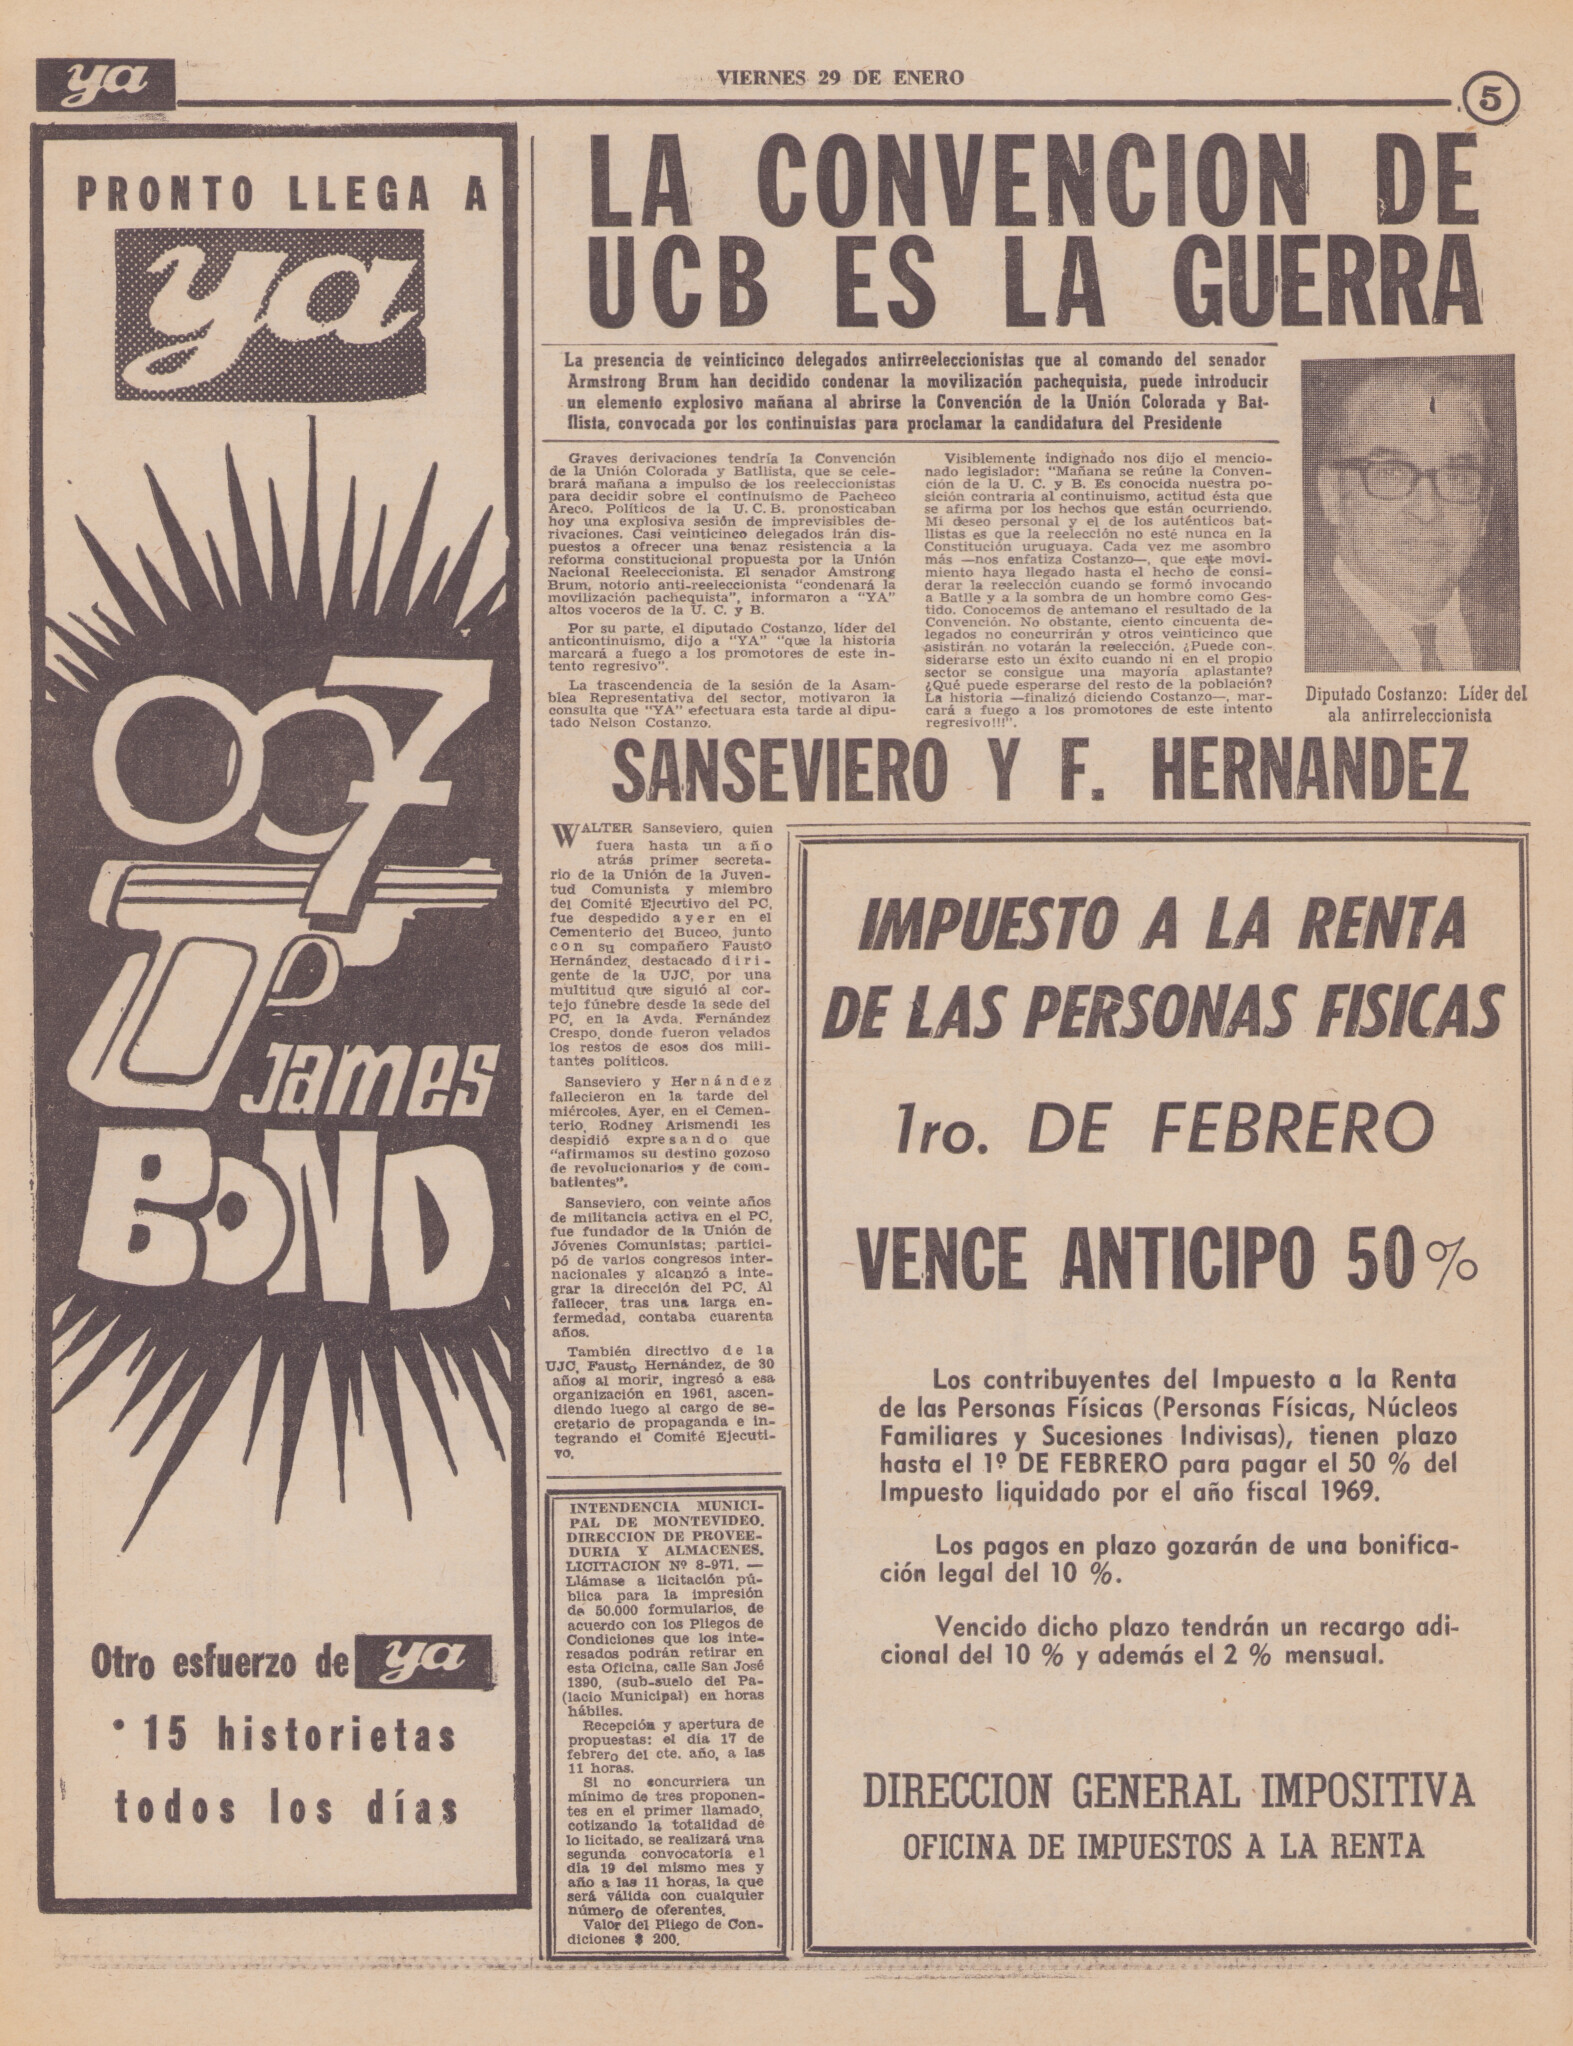 ya
VIERNES 29 DE ENERO
5
PRONTO LLEGA A
ya
007
James
BOND
Otro esfuerzo de ya
• 15 historietas
todos los días
LA CONVENCION DE
UCB ES LA GUERRA
La presencia de veinticinco delegados antirreeleccionistas que al comando del senador
Armstrong Brum han decidido condenar la movilización pachequista, puede introducir
un elemento explosivo mañana al abrirse la Convención de la Unión Colorada y Bat-
llista, convocada por los continuistas para proclamar la candidatura del Presidente
Graves derivaciones tendría la Convención
de la Unión Colorada y Batllista, que se cele-
brará mañana a impulso de los reeleccionistas
para decidir sobre el continuismo de Pacheco
Areco. Políticos de la U.C.B. pronosticaban
hoy una explosiva sesión de imprevisibles de-
rivaciones. Casi veinticinco delegados irán dis-
puestos a ofrecer una tenaz resistencia a la
reforma constitucional propuesta por la Unión
Nacional Reeleccionista. El senador Amstrong
Brum, notorio anti-reeleccionista "condenará la
movilización pachequista", informaron a "YA"
altos voceros de la U. C. y B.
Por su parte, el diputado Costanzo, líder del
anticontinuismo, dijo a "YA" "que la historia
marcará a fuego a los promotores de este in-
tento regresivo".
La trascendencia de la sesión de la Asam-
blea Representativa del sector, motivaron la
consulta que "YA" efectuara esta tarde al dipu-
tado Nelson Costanzo.
Visiblemente indignado nos dijo el mencio-
nado legislador: "Mañana se reúne la Conven-
ción de la U. C. y B. Es conocida nuestra po-
sición contraria al continuismo, actitud ésta que
se afirma por los hechos que están ocurriendo.
Mi deseo personal y el de los auténticos bat-
llistas es que la reelección no esté nunca en la
Constitución uruguaya. Cada vez me asombro
más —nos enfatiza Costanzo—, que este movi-
miento haya llegado hasta el hecho de consi-
derar la reelección cuando se formó invocando
a Batlle y a la sombra de un hombre como Ges-
tido. Conocemos de antemano el resultado de la
Convención. No obstante, ciento cincuenta de-
legados no concurrirán y otros veinticinco que
asistirán no votarán la reelección. ¿Puede con-
siderarse esto un éxito cuando ni en el propio
sector se consigue una mayoría aplastante?
¿Qué puede esperarse del resto de la población?
La historia —finalizó diciendo Costanzo—, mar-
cará a fuego a los promotores de este intento
regresivo!!!".
Diputado Costanzo: Líder del
ala antirreleccionista
SANSEVIERO Y F. HERNANDEZ
WALTER Sanseviero, quien
fuera hasta un año
atrás primer secreta-
rio de la Unión de la Juven-
tud Comunista y miembro
del Comité Ejecutivo del PC,
fue despedido ayer en el
Cementerio del Buceo, junto
con su compañero Fausto
Hernández, destacado diri-
gente de la UJC, por una
multitud que siguió al cor-
tejo fúnebre desde la sede del
PC, en la Avda. Fernández
Crespo, donde fueron velados
los restos de esos dos mili-
tantes políticos.
Sanseviero y Hernández
fallecieron en la tarde del
miércoles. Ayer, en el Cemen-
terio, Rodney Arismendi les
despidió expresando que
"afirmamos su destino gozoso
de revolucionarios y de com-
batientes".
Sanseviero, con veinte años
de militancia activa en el PC,
fue fundador de la Unión de
Jóvenes Comunistas; partici-
pó de varios congresos inter-
nacionales y alcanzó a inte-
grar la dirección del PC. Al
fallecer, tras una larga en-
fermedad, contaba cuarenta
años.
También directivo de la
UJC, Fausto Hernández, de 30
años al morir, ingresó a esa
organización en 1961, ascen-
diendo luego al cargo de se-
cretario de propaganda e in-
tegrando el Comité Ejecuti-
vo.
INTENDENCIA MUNICI-
PAL DE MONTEVIDEO.
DIRECCION DE PROVEE-
DURIA Y ALMACENES.
LICITACION Nº 8-971. —
Llámase a licitación pú-
blica para la impresión
de 50.000 formularios, de
acuerdo con los Pliegos de
Condiciones que los inte-
resados podrán retirar en
esta Oficina, calle San José
1390, (sub-suelo del Pa-
(lacio Municipal) en horas
hábiles.
Recepción y apertura de
propuestas: el día 17 de
febrero del cte. año, a las
11 horas.
Si no concurriera un
mínimo de tres proponen-
tes en el primer llamado,
cotizando la totalidad de
lo licitado, se realizará una
segunda convocatoria el
día 19 del mismo mes y
año a las 11 horas, la que
será válida con cualquier
número de oferentes.
Valor del Pliego de Con-
diciones $ 200.
IMPUESTO A LA RENTA
DE LAS PERSONAS FISICAS
1ro. DE FEBRERO
VENCE ANTICIPO 50%
Los contribuyentes del Impuesto a la Renta
de las Personas Físicas (Personas Físicas, Núcleos
Familiares y Sucesiones Indivisas), tienen plazo
hasta el 1º DE FEBRERO para pagar el 50 % del
Impuesto liquidado por el año fiscal 1969.
Los pagos en plazo gozarán de una bonifica-
ción legal del 10 %.
Vencido dicho plazo tendrán un recargo adi-
cional del 10 % y además el 2 % mensual.
DIRECCION GENERAL IMPOSITIVA
OFICINA DE IMPUESTOS A LA RENTA